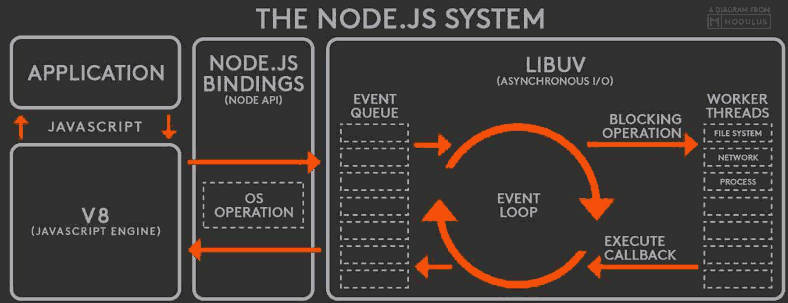 THE NODE.JS SYSTEM
A DIAGRAM FROM
MODULUS
APPLICATION
JAVASCRIPT
V8
(JAVASCRIPT ENGINE)
NODE.JS
BINDINGS
(NODE API)
OS
OPERATION
LIBUV
(ASYNCHRONOUS I/O)
EVENT
QUEUE
EVENT
LOOP
BLOCKING
OPERATION
EXECUTE
CALLBACK
WORKER
THREADS
FILE SYSTEM
NETWORK
PROCESS